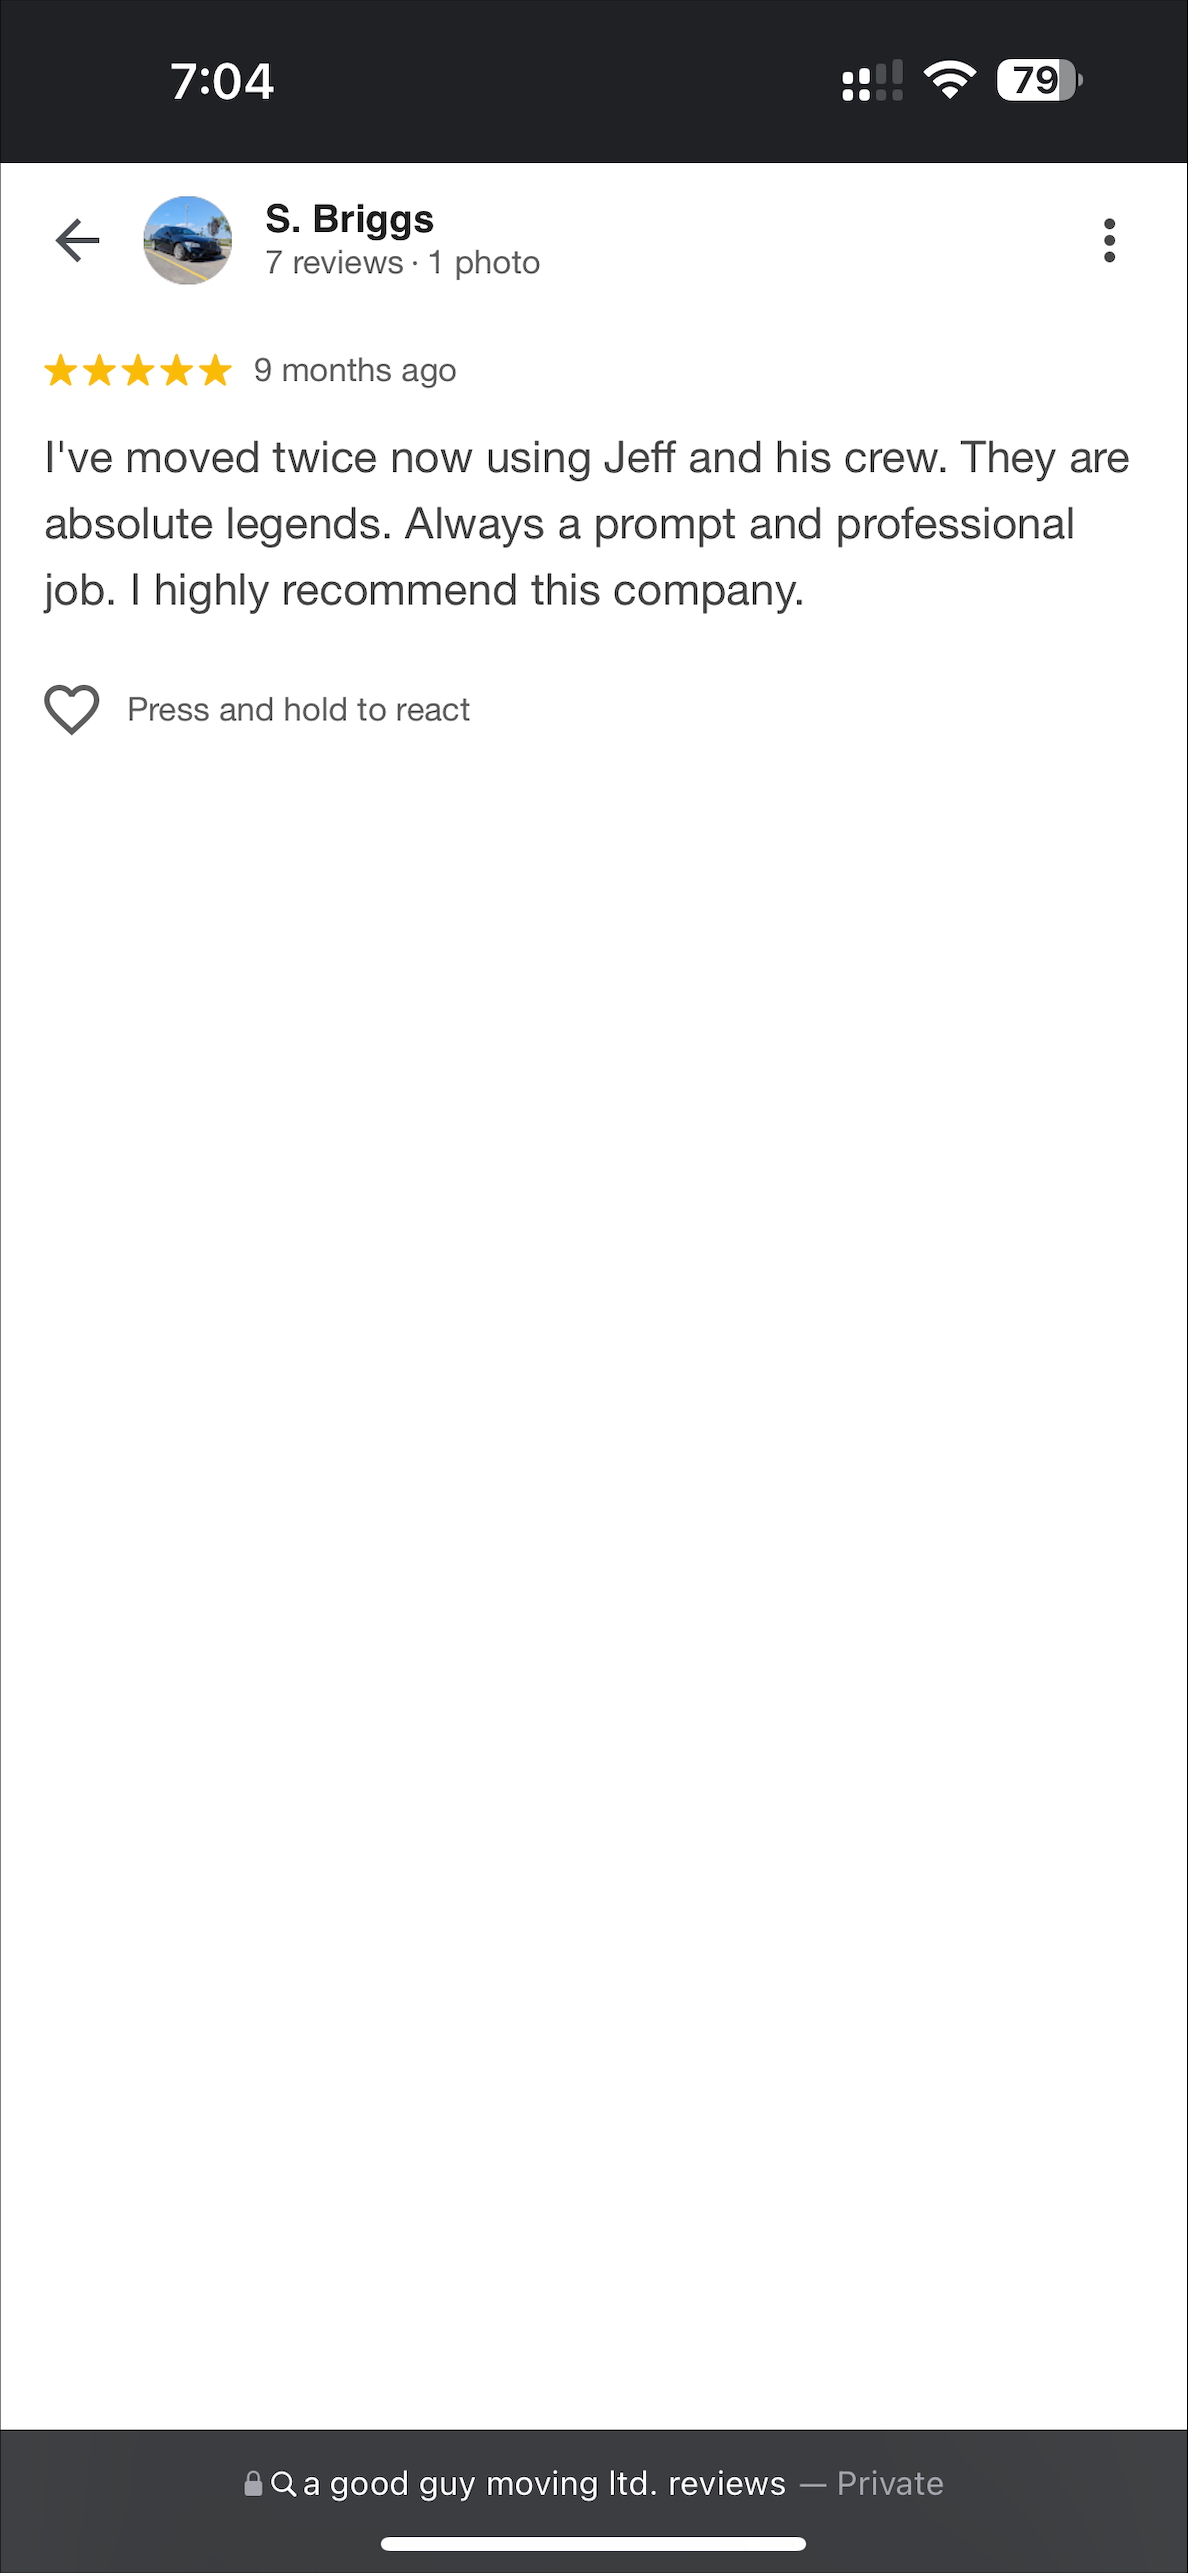 7:04
79
S. Briggs
7 reviews · 1 photo
9 months ago
I've moved twice now using Jeff and his crew. They are
absolute legends. Always a prompt and professional
job. I highly recommend this company.
Press and hold to react
a good guy moving ltd. reviews — Private